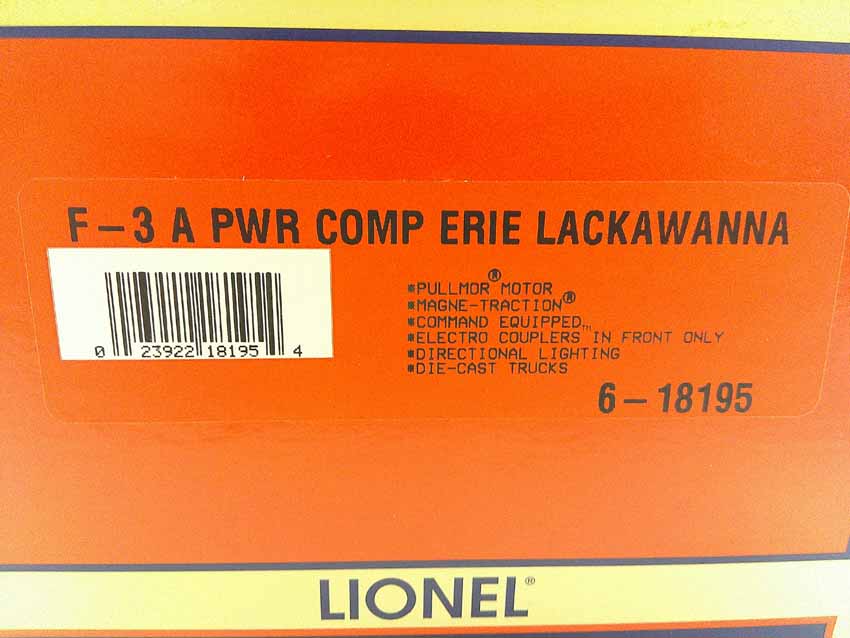 F-3 A PWR COMP ERIE LACKAWANNA
*PULLMOR® MOTOR
*MAGNE-TRACTION®
*COMMAND EQUIPPED™
*ELECTRO COUPLERS IN FRONT ONLY
*DIRECTIONAL LIGHTING
*DIE-CAST TRUCKS
0 23922 18195 4
6-18195
LIONEL®